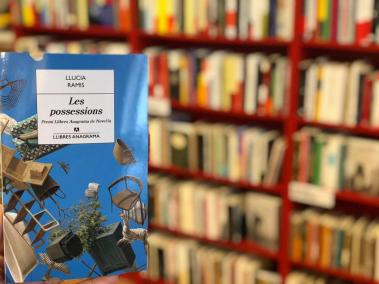 LLUCIA
RAMIS
Les
possessions
Premi Llibres Anagrama de Novel·la
LLIBRES ANAGRAMA